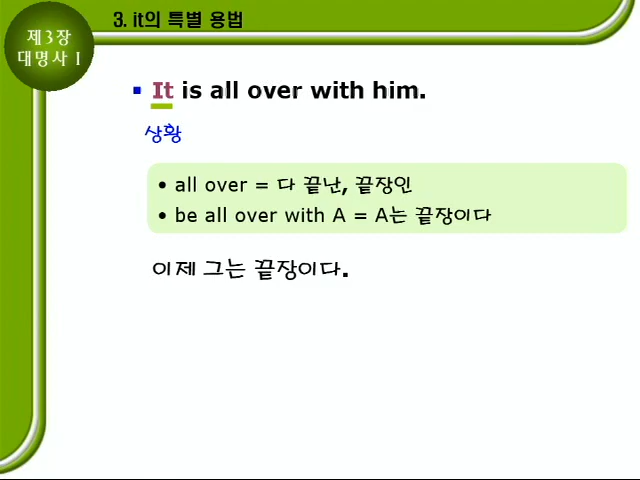 3. it의 특별 용법
제3장
대명사 I
▪ It is all over with him.
상황
• all over = 다 끝난, 끝장인
• be all over with A = A는 끝장이다
이제 그는 끝장이다.